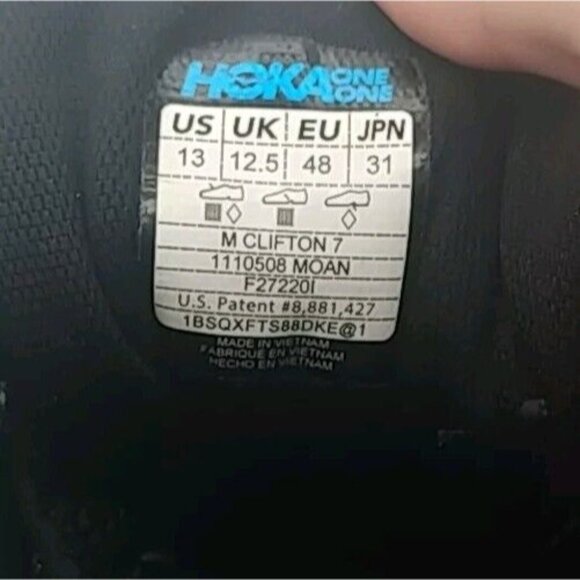 HOKA ONE ONE
US UK EU JPN
13 12.5 48 31
M CLIFTON 7
1110508 MOAN
F27220I
U.S. Patent #8,881,427
1BSQXFTS88DKE@1
MADE IN VIETNAM
FABRIQUE EN VIETNAM
HECHO EN VIETNAM